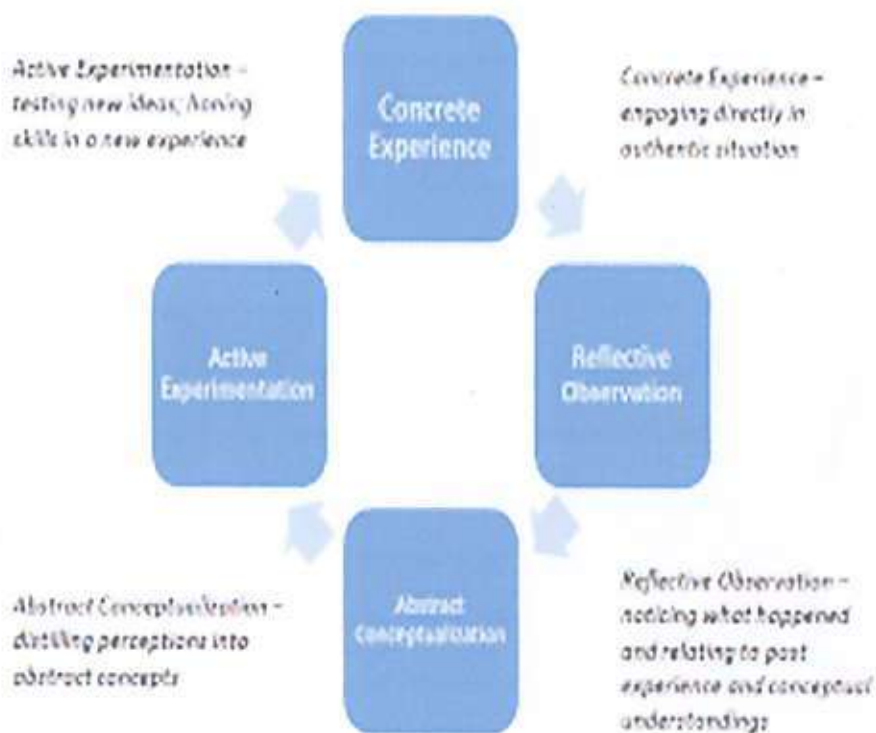 Active Experimentation –
testing new ideas; honing
skills in a new experience
Concrete
Experience
Concrete Experience –
engaging directly in
authentic situation
Active
Experimentation
Reflective
Observation
Abstract Conceptualization –
distilling perceptions into
abstract concepts
Abstract
Conceptualization
Reflective Observation –
noticing what happened
and relating to past
experience and conceptual
understandings